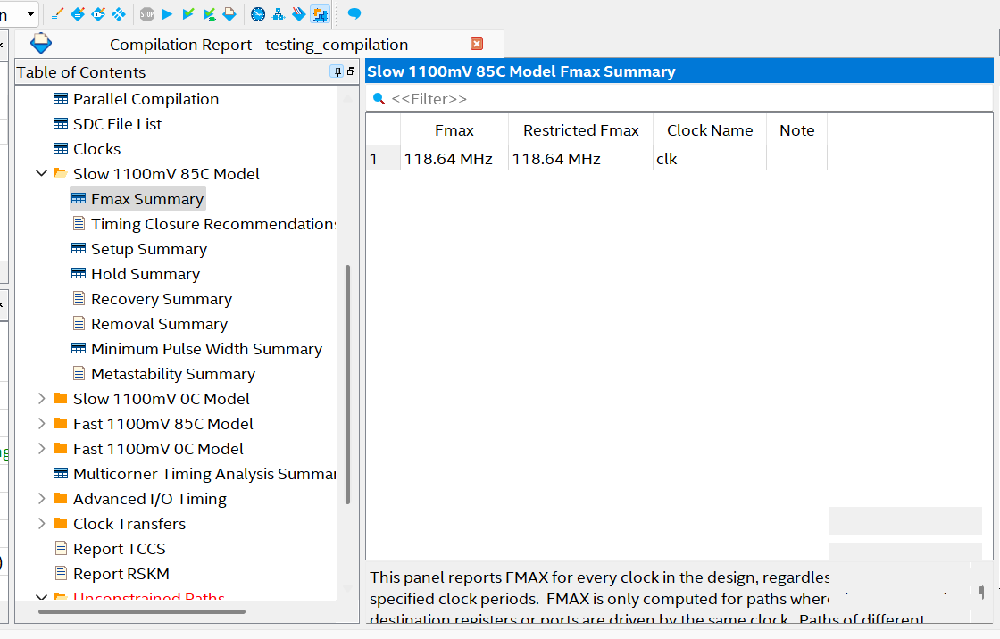 n
STOP
Compilation Report - testing_compilation
Table of Contents
Parallel Compilation
SDC File List
Clocks
Slow 1100mV 85C Model
Fmax Summary
Timing Closure Recommendations
Setup Summary
Hold Summary
Recovery Summary
Removal Summary
Minimum Pulse Width Summary
Metastability Summary
Slow 1100mV 0C Model
Fast 1100mV 85C Model
Fast 1100mV 0C Model
Multicorner Timing Analysis Summar
Advanced I/O Timing
Clock Transfers
Report TCCS
Report RSKM
Unconstrained Paths
Slow 1100mV 85C Model Fmax Summary
<<Filter>>
Fmax Restricted Fmax Clock Name Note
1 118.64 MHz 118.64 MHz clk
This panel reports FMAX for every clock in the design, regardles
specified clock periods. FMAX is only computed for paths where
destination registers or ports are driven by the same clock. Paths of different